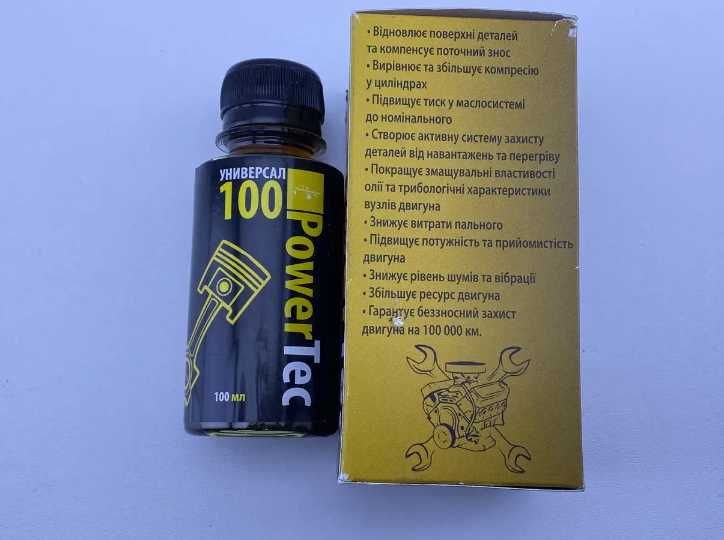 УНИВЕРСАЛ
100
PowerTec
100 мл
• Відновлює поверхні деталей
та компенсує поточний знос
• Вирівнює та збільшує компресію
у циліндрах
• Підвищує тиск у маслосистемі
до номінального
• Створює активну систему захисту
деталей від навантажень та перегріву
• Покращує змащувальні властивості
олії та трибологічні характеристики
вузлів двигуна
• Знижує витрати пального
• Підвищує потужність та прийомистість
двигуна
• Знижує рівень шумів та вібрації
• Збільшує ресурс двигуна
• Гарантує беззносний захист
двигуна на 100 000 км.